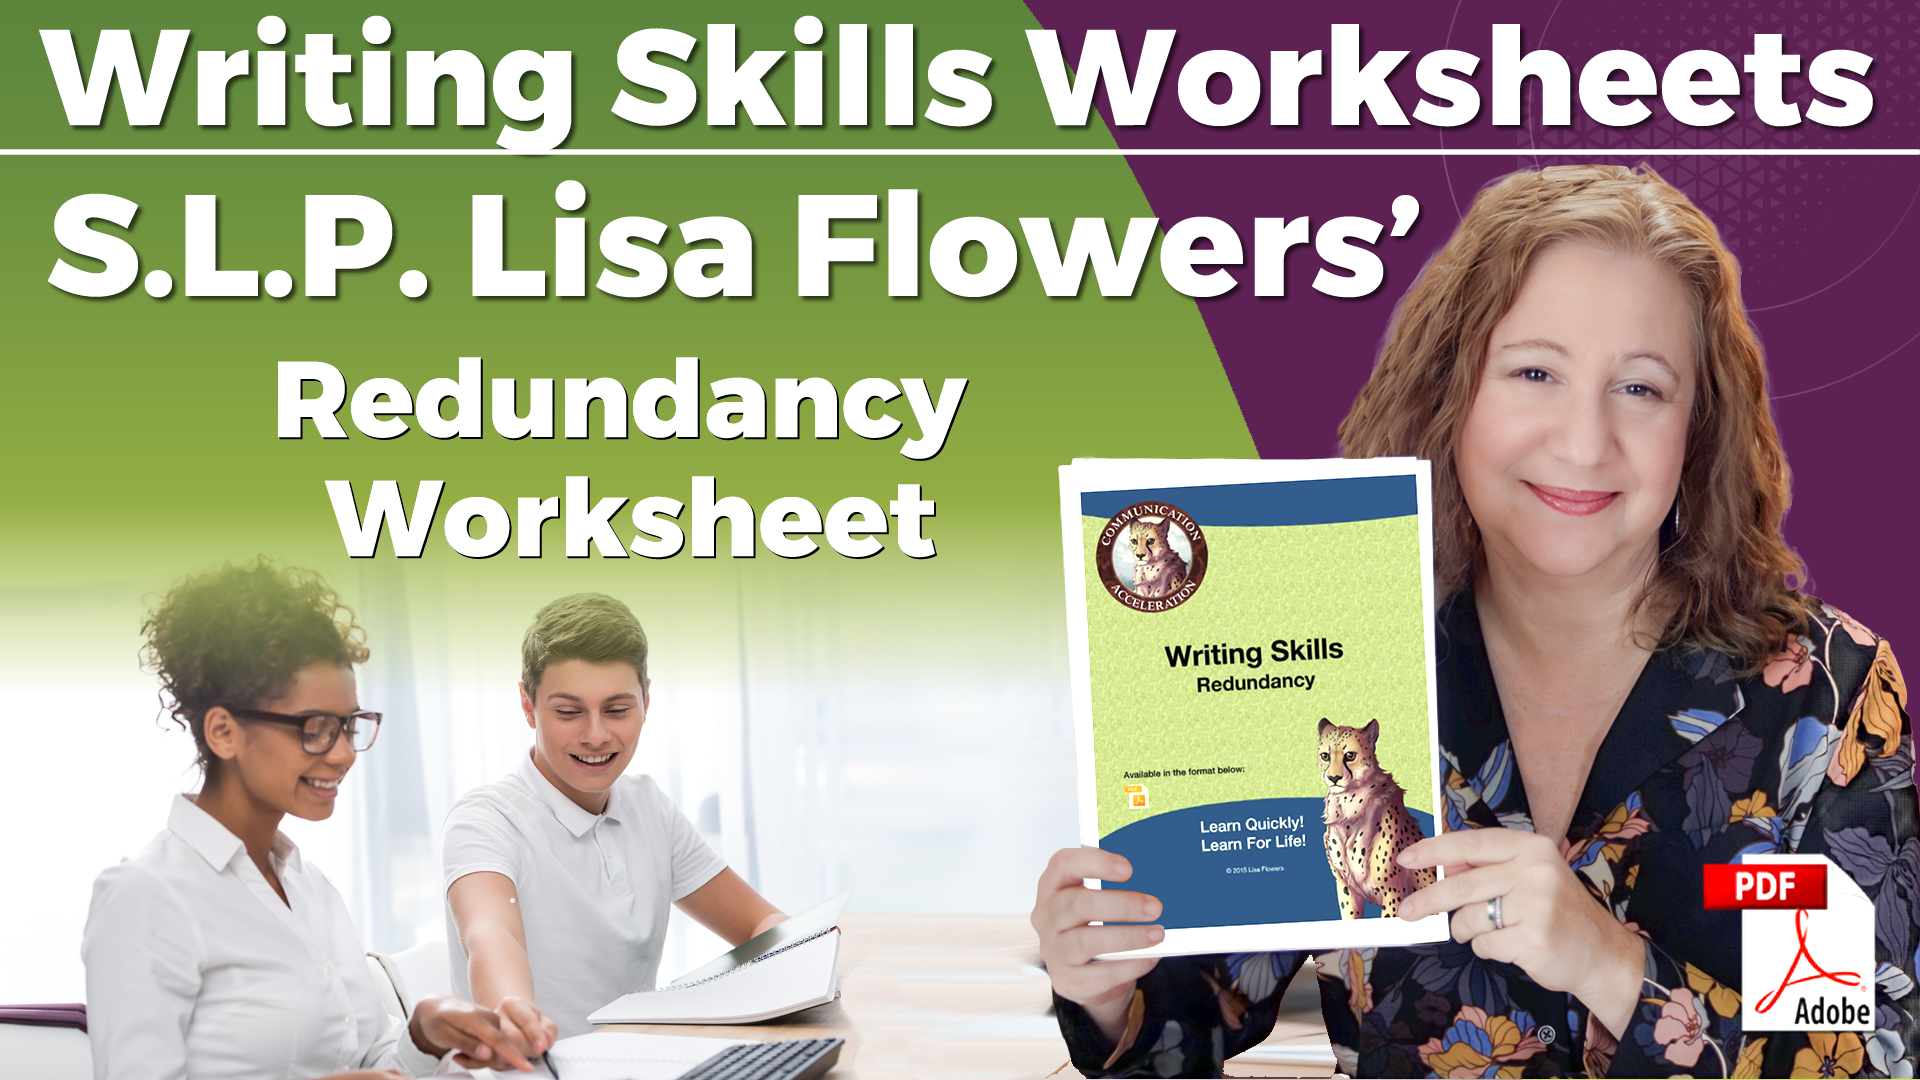 Writing Skills Worksheets
S.L.P. Lisa Flowers’
Redundancy
Worksheet
COMMUNICATION
ACCELERATION
Writing Skills
Redundancy
Available in the format below:
PDF
Learn Quickly!
Learn For Life!
© 2015 Lisa Flowers
PDF
Adobe